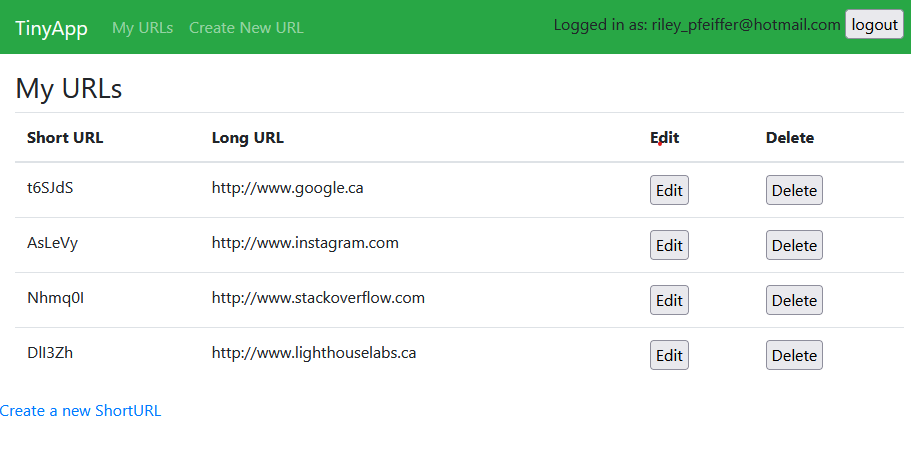 TinyApp My URLs Create New URL Logged in as: riley_pfeiffer@hotmail.com logout
My URLs
Short URL Long URL Edit Delete
t6SJdS http://www.google.ca Edit Delete
AsLeVy http://www.instagram.com Edit Delete
Nhmq0I http://www.stackoverflow.com Edit Delete
DlI3Zh http://www.lighthouselabs.ca Edit Delete
Create a new ShortURL